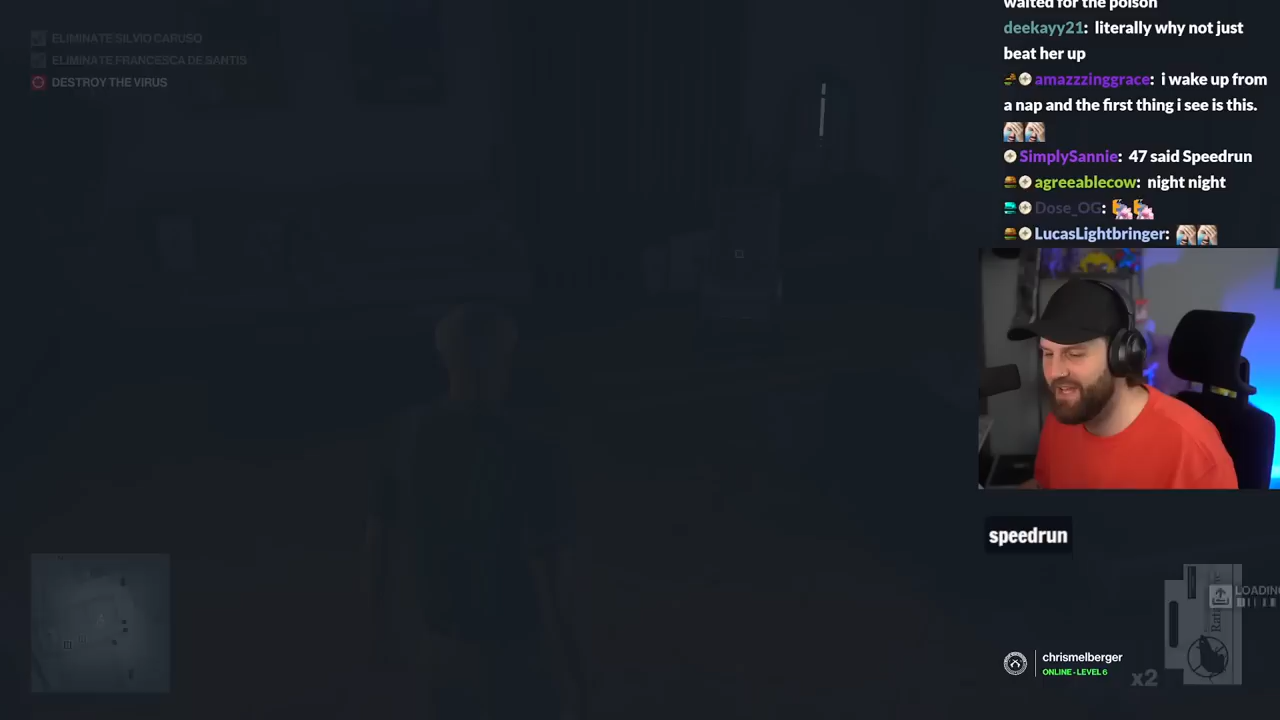 ELIMINATE SILVIO CARUSO
ELIMINATE FRANCESCA DE SANTIS
DESTROY THE VIRUS
waited for the poison
deekayy21: literally why not just
beat her up
amazzzinggrace: i wake up from
a nap and the first thing i see is this.
SimplySannie: 47 said Speedrun
agreeablecow: night night
Dose_OG:
LucasLightbringer:
speedrun
LOADING
chrismelberger
ONLINE - LEVEL 6
x2